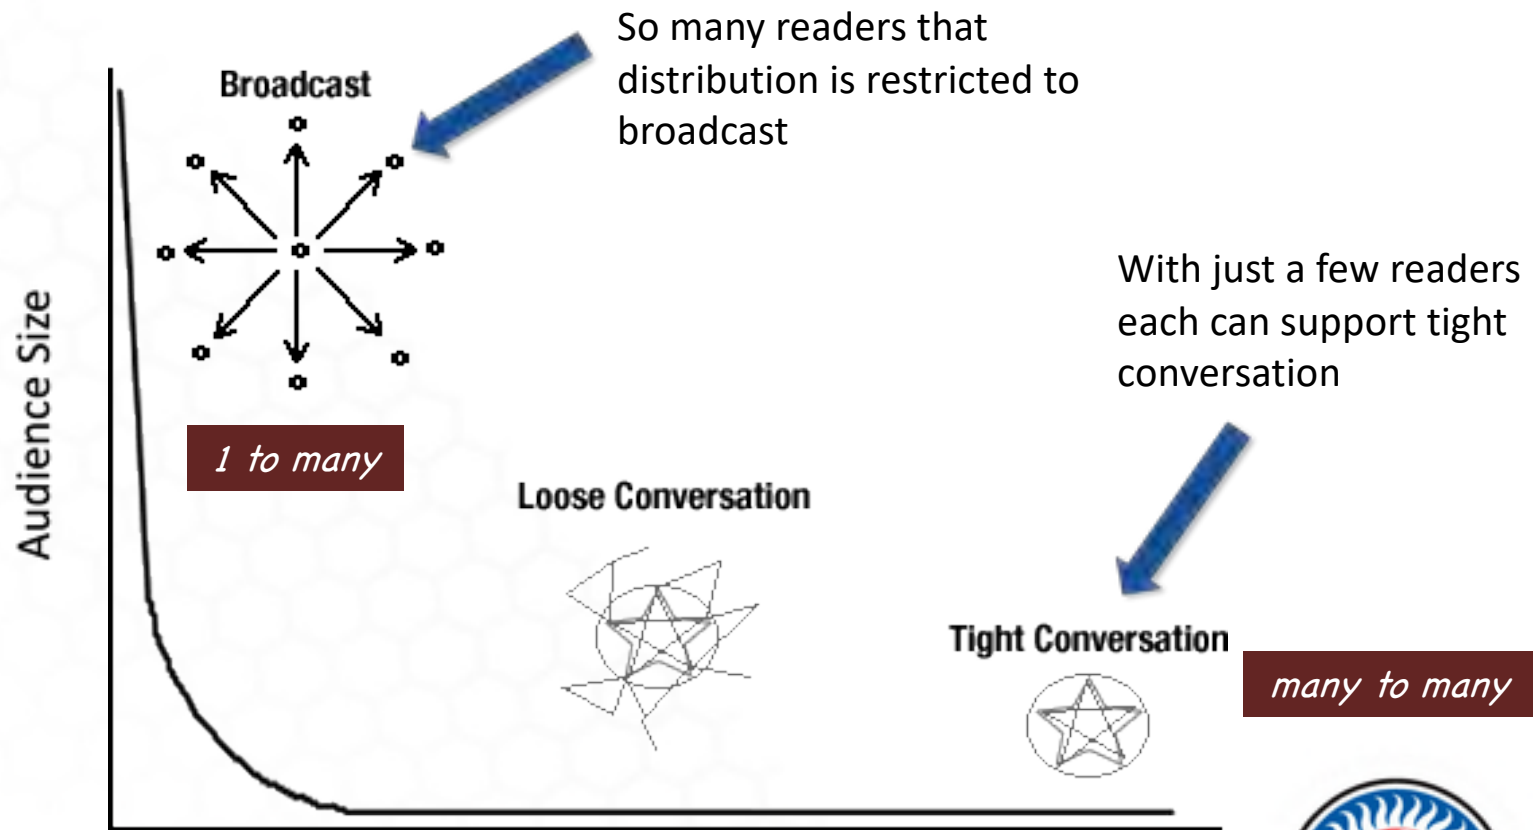 So many readers that
distribution is restricted to
broadcast
Broadcast
With just a few readers
each can support tight
conversation
Audience Size
1 to many
Loose Conversation
Tight Conversation
many to many